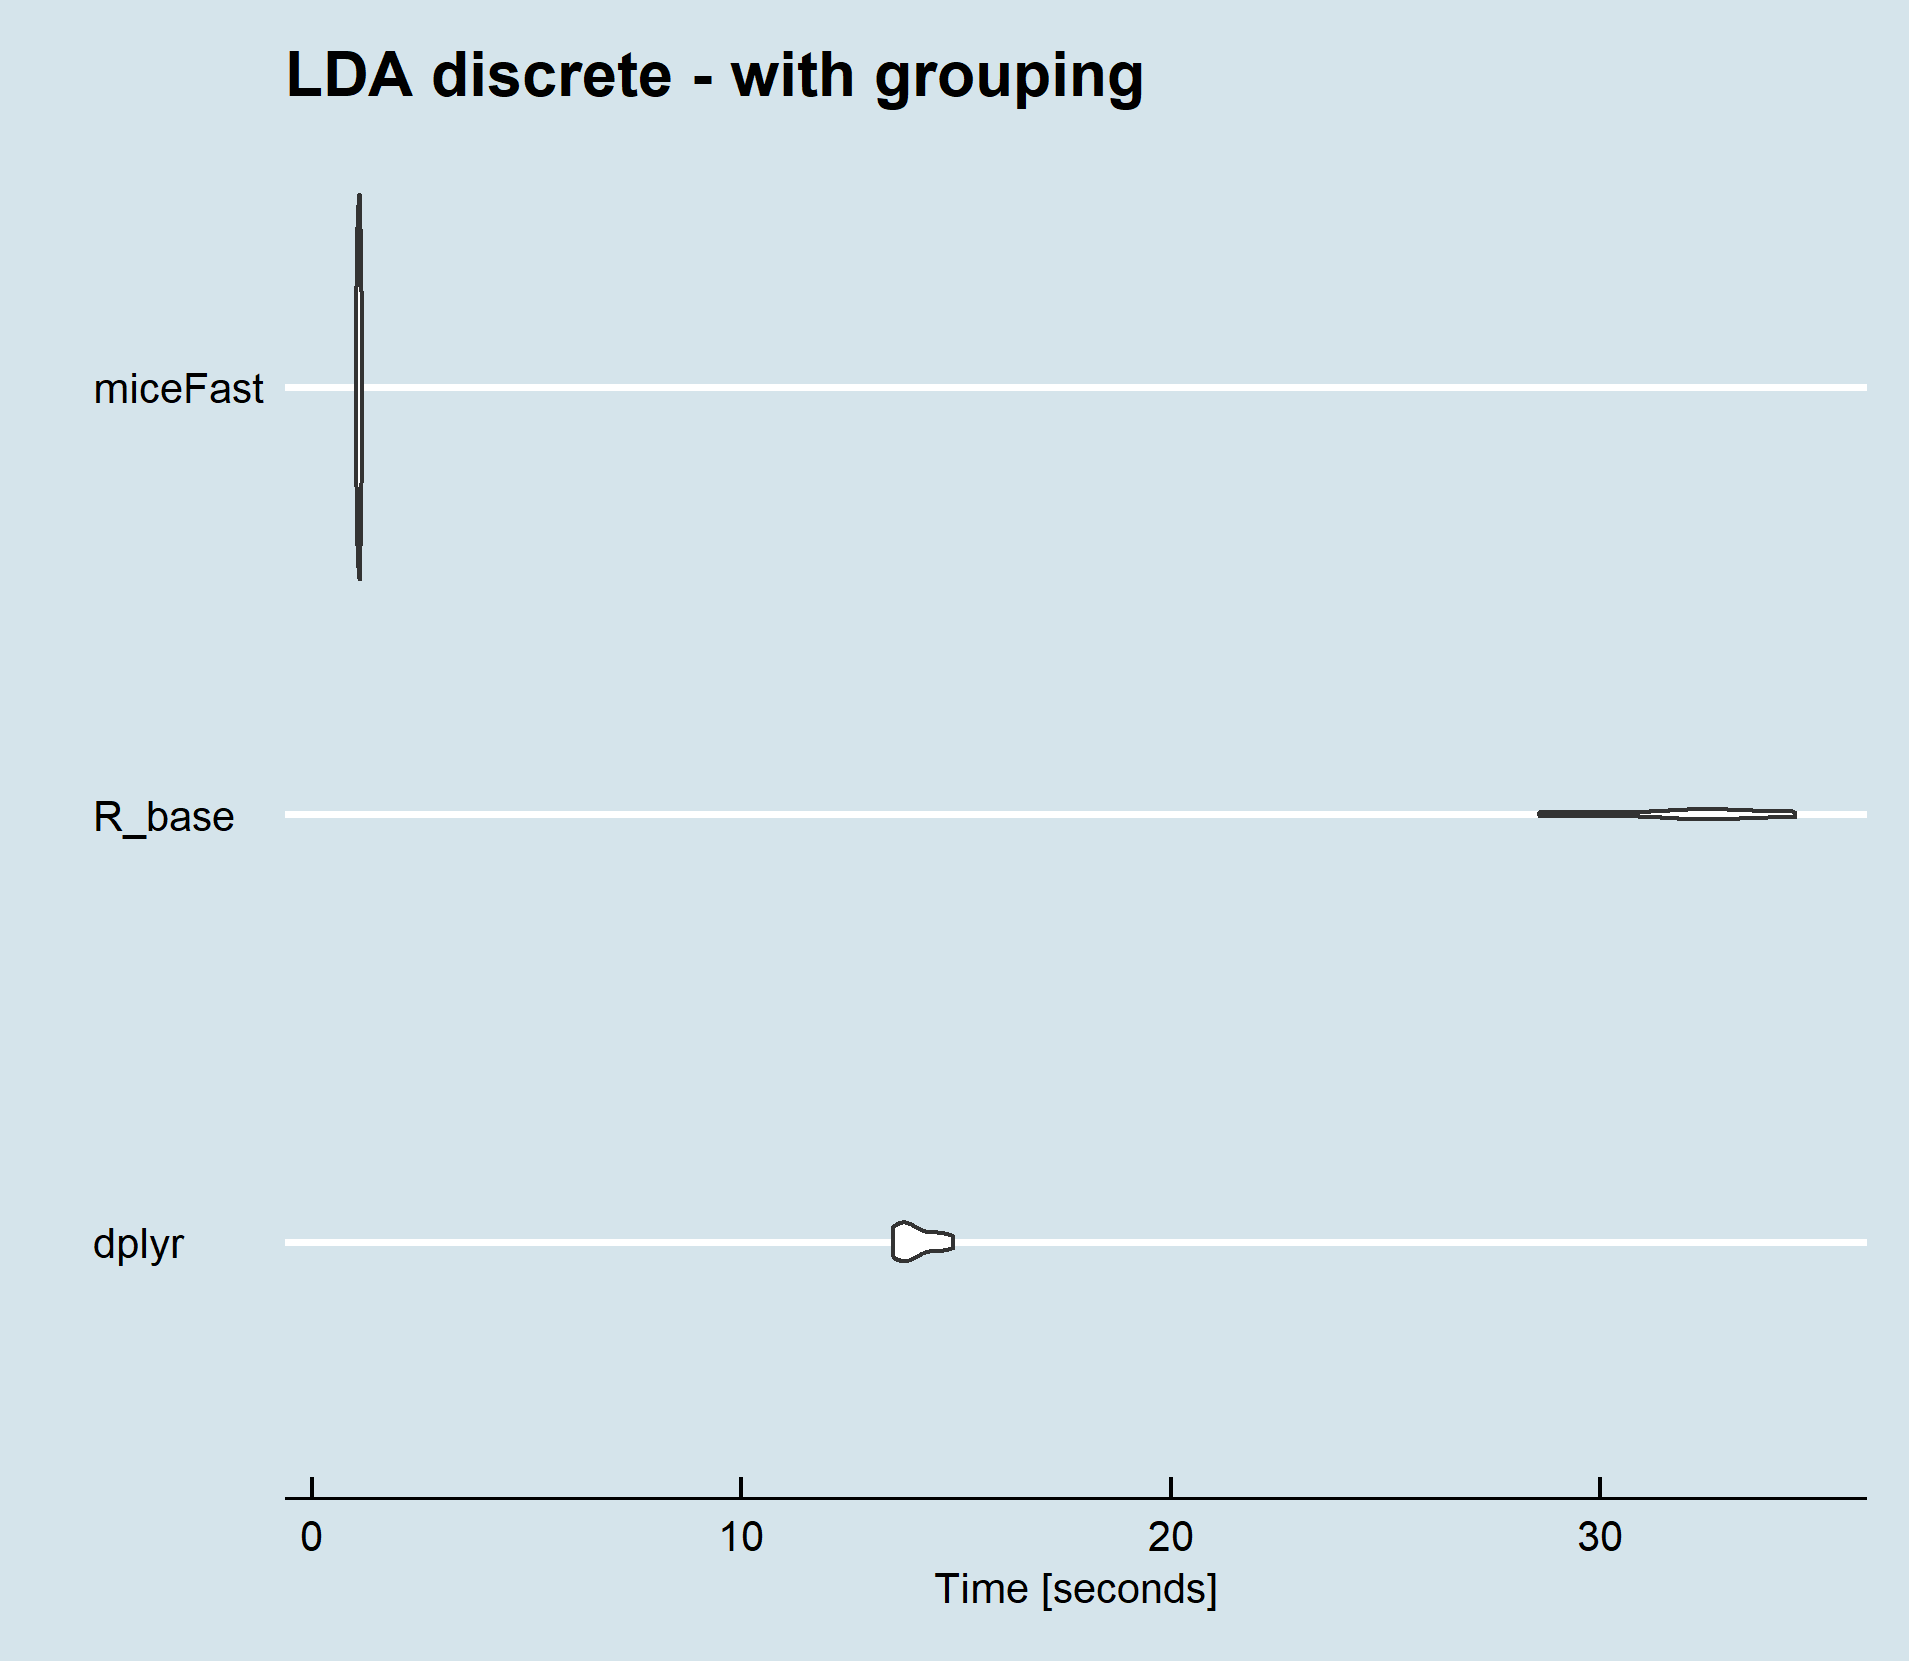 LDA discrete - with grouping
miceFast
R_base
dplyr
0 10 20 30
Time [seconds]